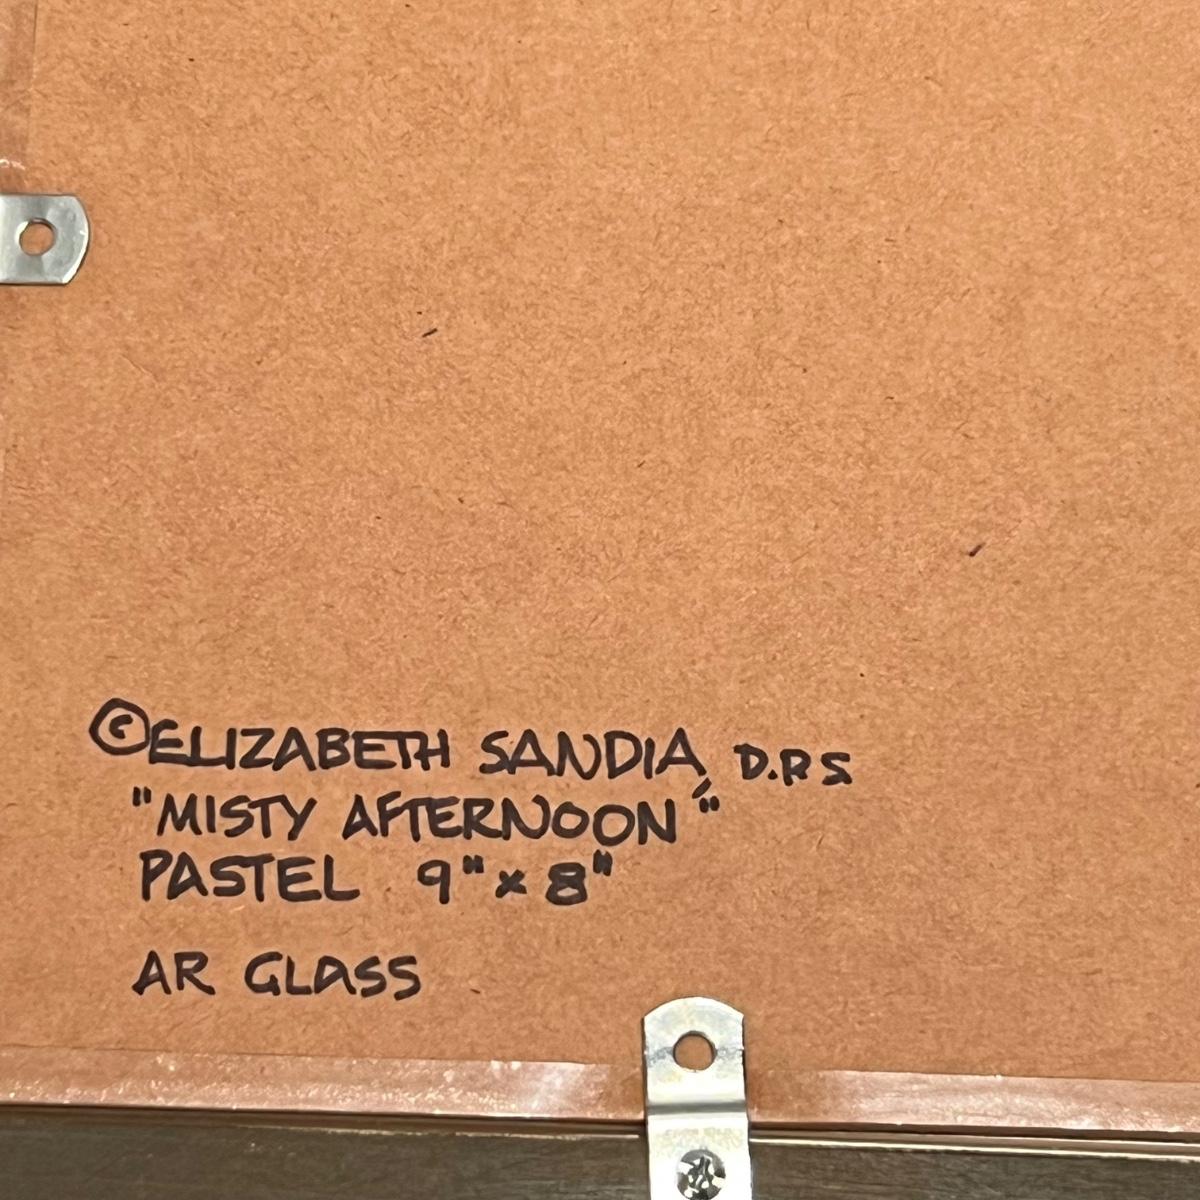 ©ELIZABETH SANDIA, D.P.S
"MISTY AFTERNOON"
PASTEL 9" x 8"
AR GLASS